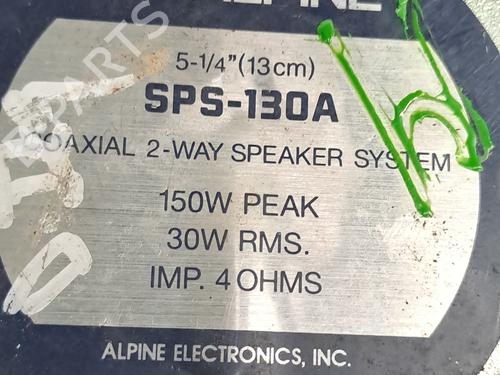 ALPINE
5-1/4"(13cm)
SPS-130A
COAXIAL 2-WAY SPEAKER SYSTEM
150W PEAK
30W RMS.
IMP. 4 OHMS
ALPINE ELECTRONICS, INC.